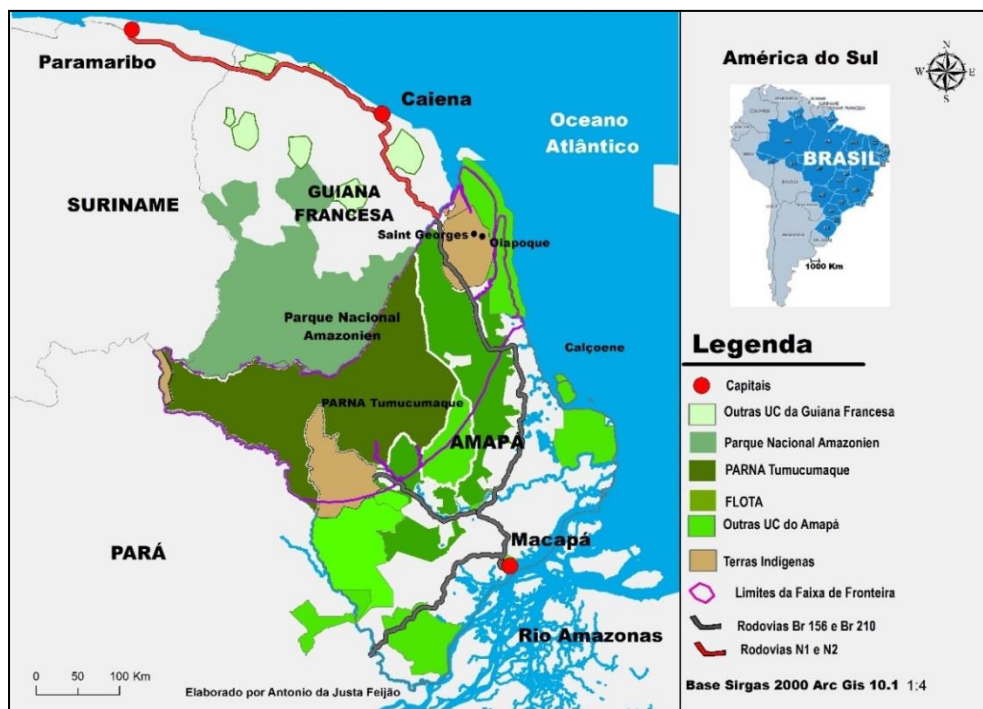 Paramaribo
Caiena
Oceano
Atlântico
SURINAME
GUIANA
FRANCESA
Saint Georges
Oiapoque
Parque Nacional
Amazonien
Calçoene
PARNA Tumucumaque
AMAPÁ
PARÁ
Macapá
Rio Amazonas
0 50 100 Km
Elaborado por Antonio da Justa Feijão
América do Sul
N
W E
S
BRASIL
1000 Km
Legenda
Capitais
Outras UC da Guiana Francesa
Parque Nacional Amazonien
PARNA Tumucumaque
FLOTA
Outras UC do Amapá
Terras Indígenas
Limites da Faixa de Fronteira
Rodovias Br 156 e Br 210
Rodovias N1 e N2
Base Sirgas 2000 Arc Gis 10.1 1:4